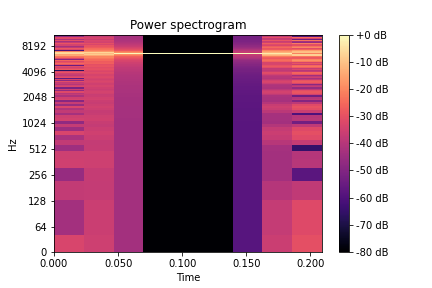 Power spectrogram
8192
4096
2048
1024
512
256
128
64
0
Hz
0.000
0.050
0.100
0.150
0.200
Time
+0 dB
-10 dB
-20 dB
-30 dB
-40 dB
-50 dB
-60 dB
-70 dB
-80 dB